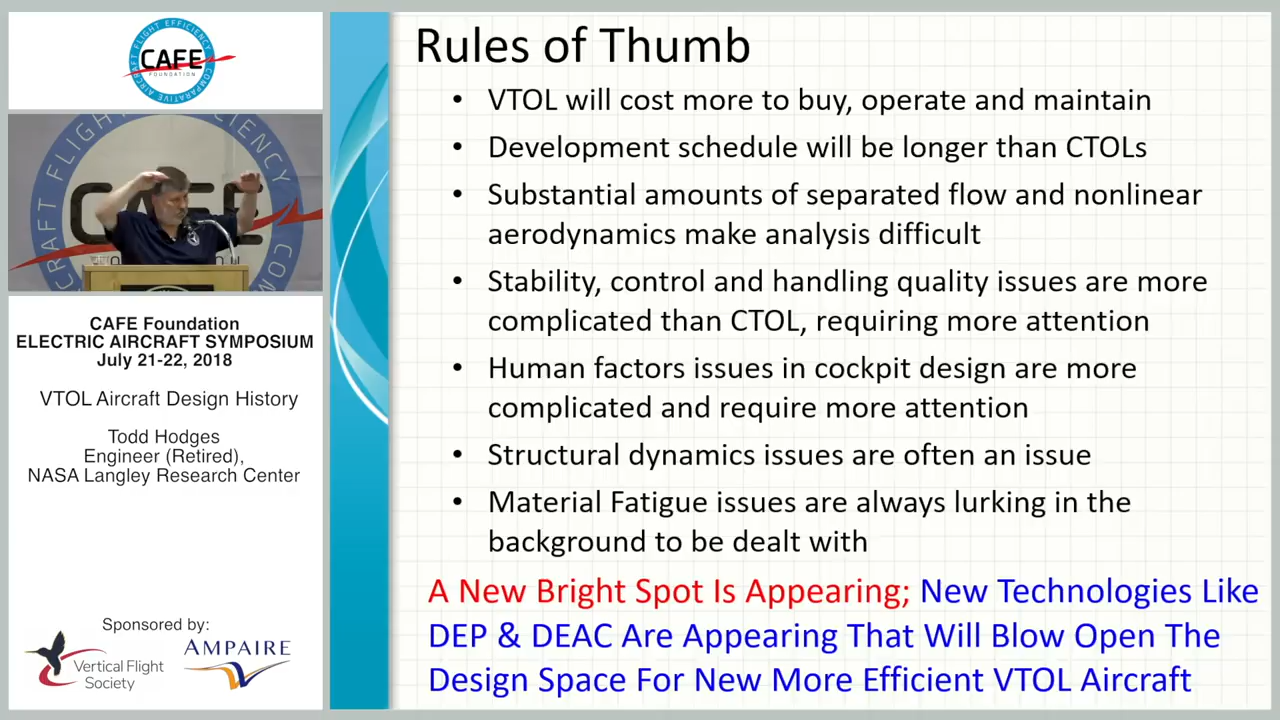 AIRCRAFT FLIGHT EFFICIENCY
CAFE
FOUNDATION
COMPARATIVE
CAFE Foundation
ELECTRIC AIRCRAFT SYMPOSIUM
July 21-22, 2018
VTOL Aircraft Design History
Todd Hodges
Engineer (Retired),
NASA Langley Research Center
Sponsored by:
Vertical Flight
Society
AMPAIRE
Rules of Thumb
• VTOL will cost more to buy, operate and maintain
• Development schedule will be longer than CTOLs
• Substantial amounts of separated flow and nonlinear
aerodynamics make analysis difficult
• Stability, control and handling quality issues are more
complicated than CTOL, requiring more attention
• Human factors issues in cockpit design are more
complicated and require more attention
• Structural dynamics issues are often an issue
• Material Fatigue issues are always lurking in the
background to be dealt with
A New Bright Spot Is Appearing; New Technologies Like
DEP & DEAC Are Appearing That Will Blow Open The
Design Space For New More Efficient VTOL Aircraft